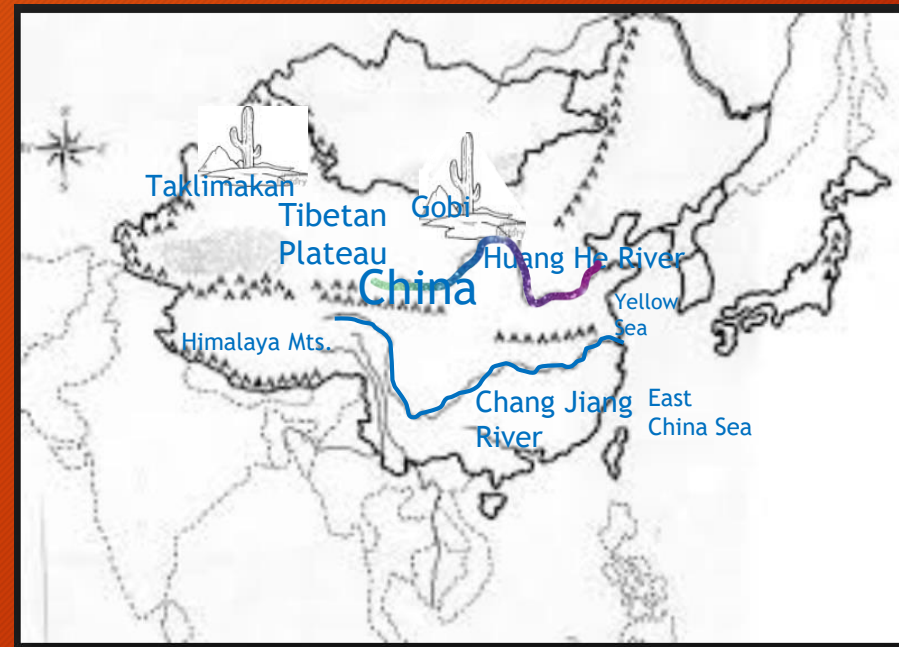 Taklimakan
Tibetan
Plateau
Gobi
Huang He River
China
Yellow
Sea
Himalaya Mts.
Chang Jiang
River
East
China Sea